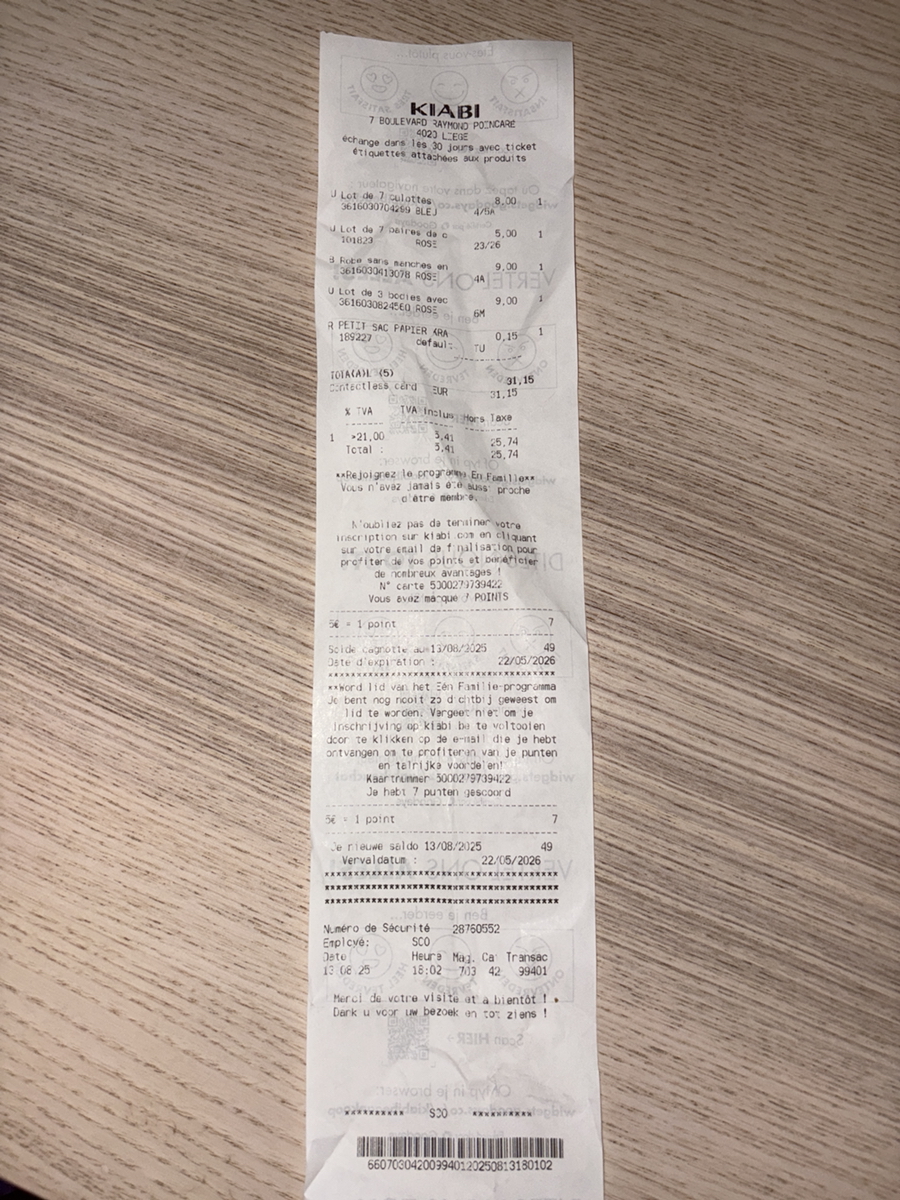 KIABI
7 BOULEVARD RAYMOND POINCARE
4020 LIEGE
échange dans les 30 jours avec ticket
étiquettes attachées aux produits
U Lot de 7 culottes 8,00 1
3616030704299 BLEJ 4/5A
U Lot de 7 paires de c 5,00 1
101823 ROSE 23/26
B Robe sans manches en 9,00 1
3616030413078 ROSE 4A
U Lot de 3 bodies avec 9,00 1
3616030824560 ROSE 6M
R PETIT SAC PAPIER KRA 0,15 1
189227 defaul- TU
TOTA(A)L (5) 31,15
Contactless card EUR 31,15
% TVA TVA inclus Hors Taxe
1 >21,00 5,41 25,74
Total : 5,41 25,74
**Rejoignez le programme En Famille**
Vous n'avez jamais été aussi proche
d'être membre.
N'oubliez pas de terminer votre
inscription sur kiabi.com en cliquant
sur votre email de finalisation pour
profiter de vos points et bénéficier
de nombreux avantages !
N° carte 5000279739422
Vous avez marqué 7 POINTS
5€ = 1 point 7
Solde cagnotte au 13/08/2025 49
Date d'expiration : 22/05/2026
**************************************
**Word lid van het Eén Familie-programma
Je bent nog nooit zo dichtbij geweest om
lid te worden. Vergeet niet om je
inschrijving op kiabi be te voltooien
door te klikken op de e-mail die je hebt
ontvangen om te profiteren van je punten
en talrijke voordelen!
Kaartnummer 5000279739422
Je hebt 7 punten gescoord
5€ = 1 point 7
Je nieuwe saldo 13/08/2025 49
Vervaldatum : 22/05/2026
**************************************
**************************************
**************************************
Numéro de Sécurité 28760552
Employé: SCO
Date Heure Mag. Ca' Transac
13.08.25 18:02 703 42 99401
Merci de votre visite et à bientôt !
Dank u voor uw bezoek en tot ziens !
********** SCO **********
66070304200994012025081318010​2